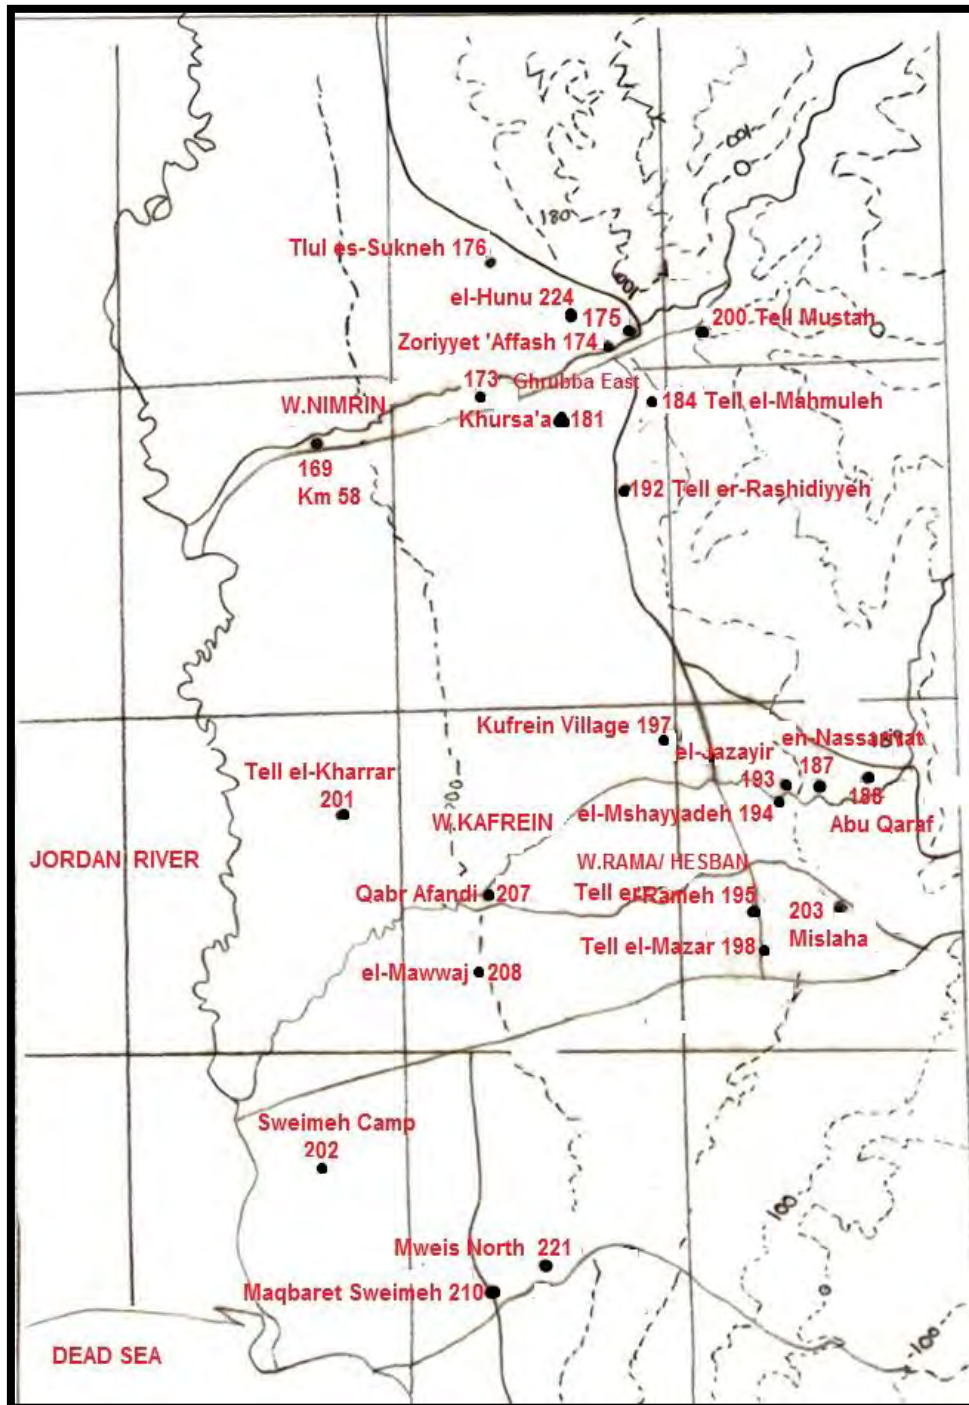 100
0
180
Tlul es-Sukneh 176
100
el-Hunu 224
175
200 Tell Mustah
Zoriyyet 'Affash 174
173
Ghrubba East
W.NIMRIN
184 Tell el-Mahmuleh
Khursa'a 181
169
Km 58
192 Tell er-Rashidiyyeh
Kufrein Village 197
en-Nassariyat
el-Jazayir
187
193
Tell el-Kharrar
201
200
188
el-Mshayyadeh 194
W.KAFREIN
Abu Qaraf
JORDAN RIVER
W.RAMA/ HESBAN
Qabr Afandi 207
Tell er-Rameh 195
203
Mislaha
Tell el-Mazar 198
el-Mawwaj 208
Sweimeh Camp
202
100
Mweis North 221
Maqbaret Sweimeh 210
0
100
DEAD SEA